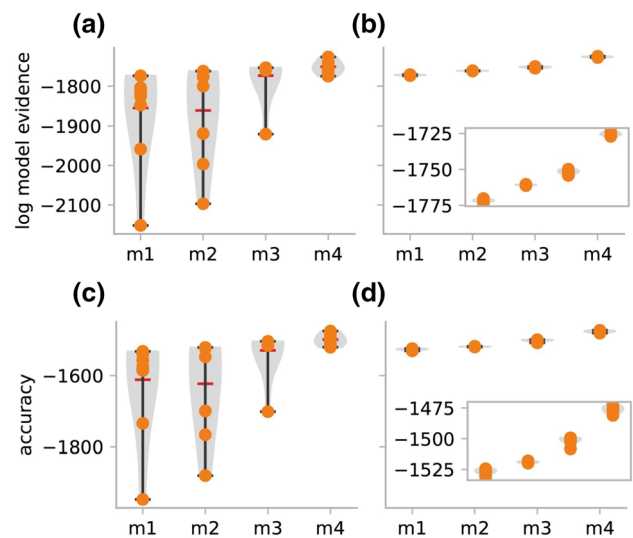 (a)
(b)
log model evidence
−1800
−1900
−2000
−2100
−1725
−1750
−1775
m1 m2 m3 m4
m1 m2 m3 m4
(c)
(d)
accuracy
−1600
−1800
−1475
−1500
−1525
m1 m2 m3 m4
m1 m2 m3 m4